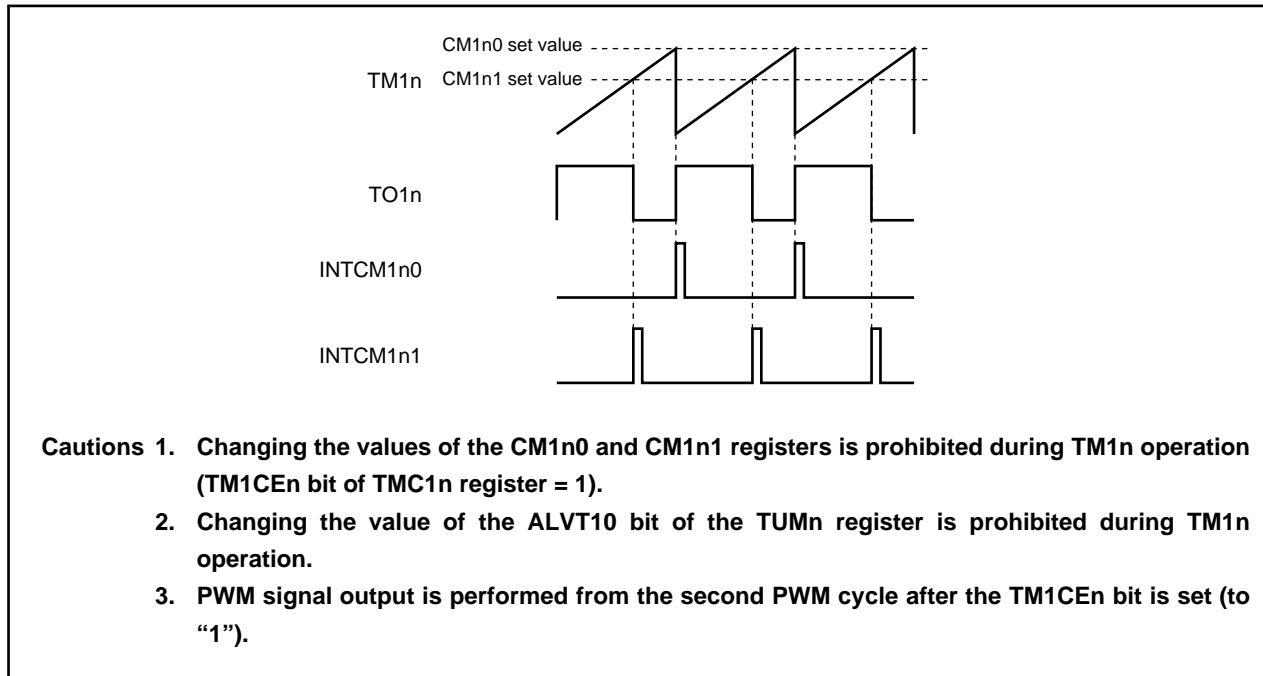 CM1n0 set value
TM1n
CM1n1 set value
TO1n
INTCM1n0
INTCM1n1
Cautions 1. Changing the values of the CM1n0 and CM1n1 registers is prohibited during TM1n operation
(TM1CEn bit of TMC1n register = 1).
2. Changing the value of the ALVT10 bit of the TUMn register is prohibited during TM1n
operation.
3. PWM signal output is performed from the second PWM cycle after the TM1CEn bit is set (to
“1”).